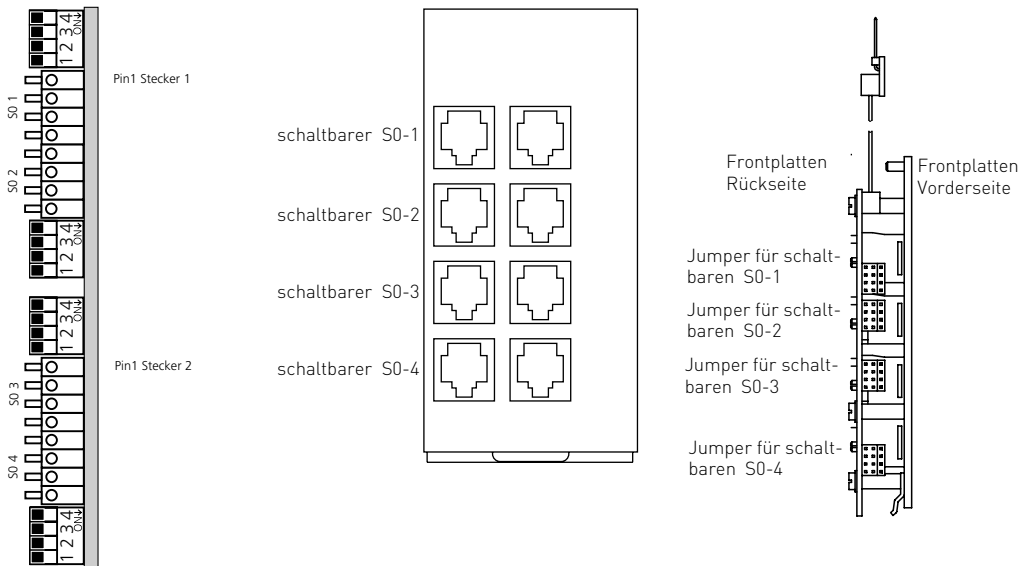 1 2 3 4
ON
Pin1 Stecker 1
S0 1
S0 2
1 2 3 4
ON
1 2 3 4
ON
Pin1 Stecker 2
S0 3
S0 4
1 2 3 4
ON
schaltbarer S0-1
schaltbarer S0-2
schaltbarer S0-3
schaltbarer S0-4
Frontplatten
Rückseite
Frontplatten
Vorderseite
Jumper für schalt-
baren S0-1
Jumper für schalt-
baren S0-2
Jumper für schalt-
baren S0-3
Jumper für schalt-
baren S0-4